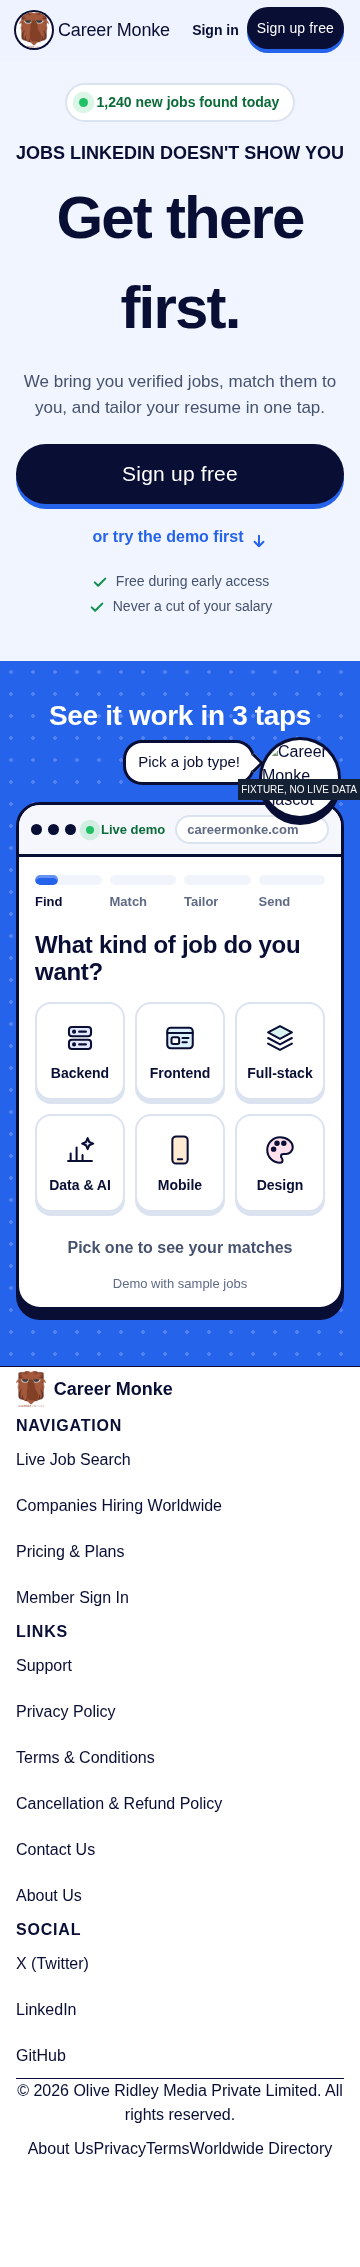 Career Monke
Sign in
Sign up free
1,240 new jobs found today
JOBS LINKEDIN DOESN'T SHOW YOU
Get there
first.
We bring you verified jobs, match them to
you, and tailor your resume in one tap.
Sign up free
or try the demo first
Free during early access
Never a cut of your salary
See it work in 3 taps
Pick a job type!
Career
Monke
Mascot
FIXTURE, NO LIVE DATA
Live demo
careermonke.com
Find
Match
Tailor
Send
What kind of job do you
want?
Backend
Frontend
Full-stack
Data & AI
Mobile
Design
Pick one to see your matches
Demo with sample jobs
Career Monke
NAVIGATION
Live Job Search
Companies Hiring Worldwide
Pricing & Plans
Member Sign In
LINKS
Support
Privacy Policy
Terms & Conditions
Cancellation & Refund Policy
Contact Us
About Us
SOCIAL
X (Twitter)
LinkedIn
GitHub
© 2026 Olive Ridley Media Private Limited. All
rights reserved.
About UsPrivacyTermsWorldwide Directory